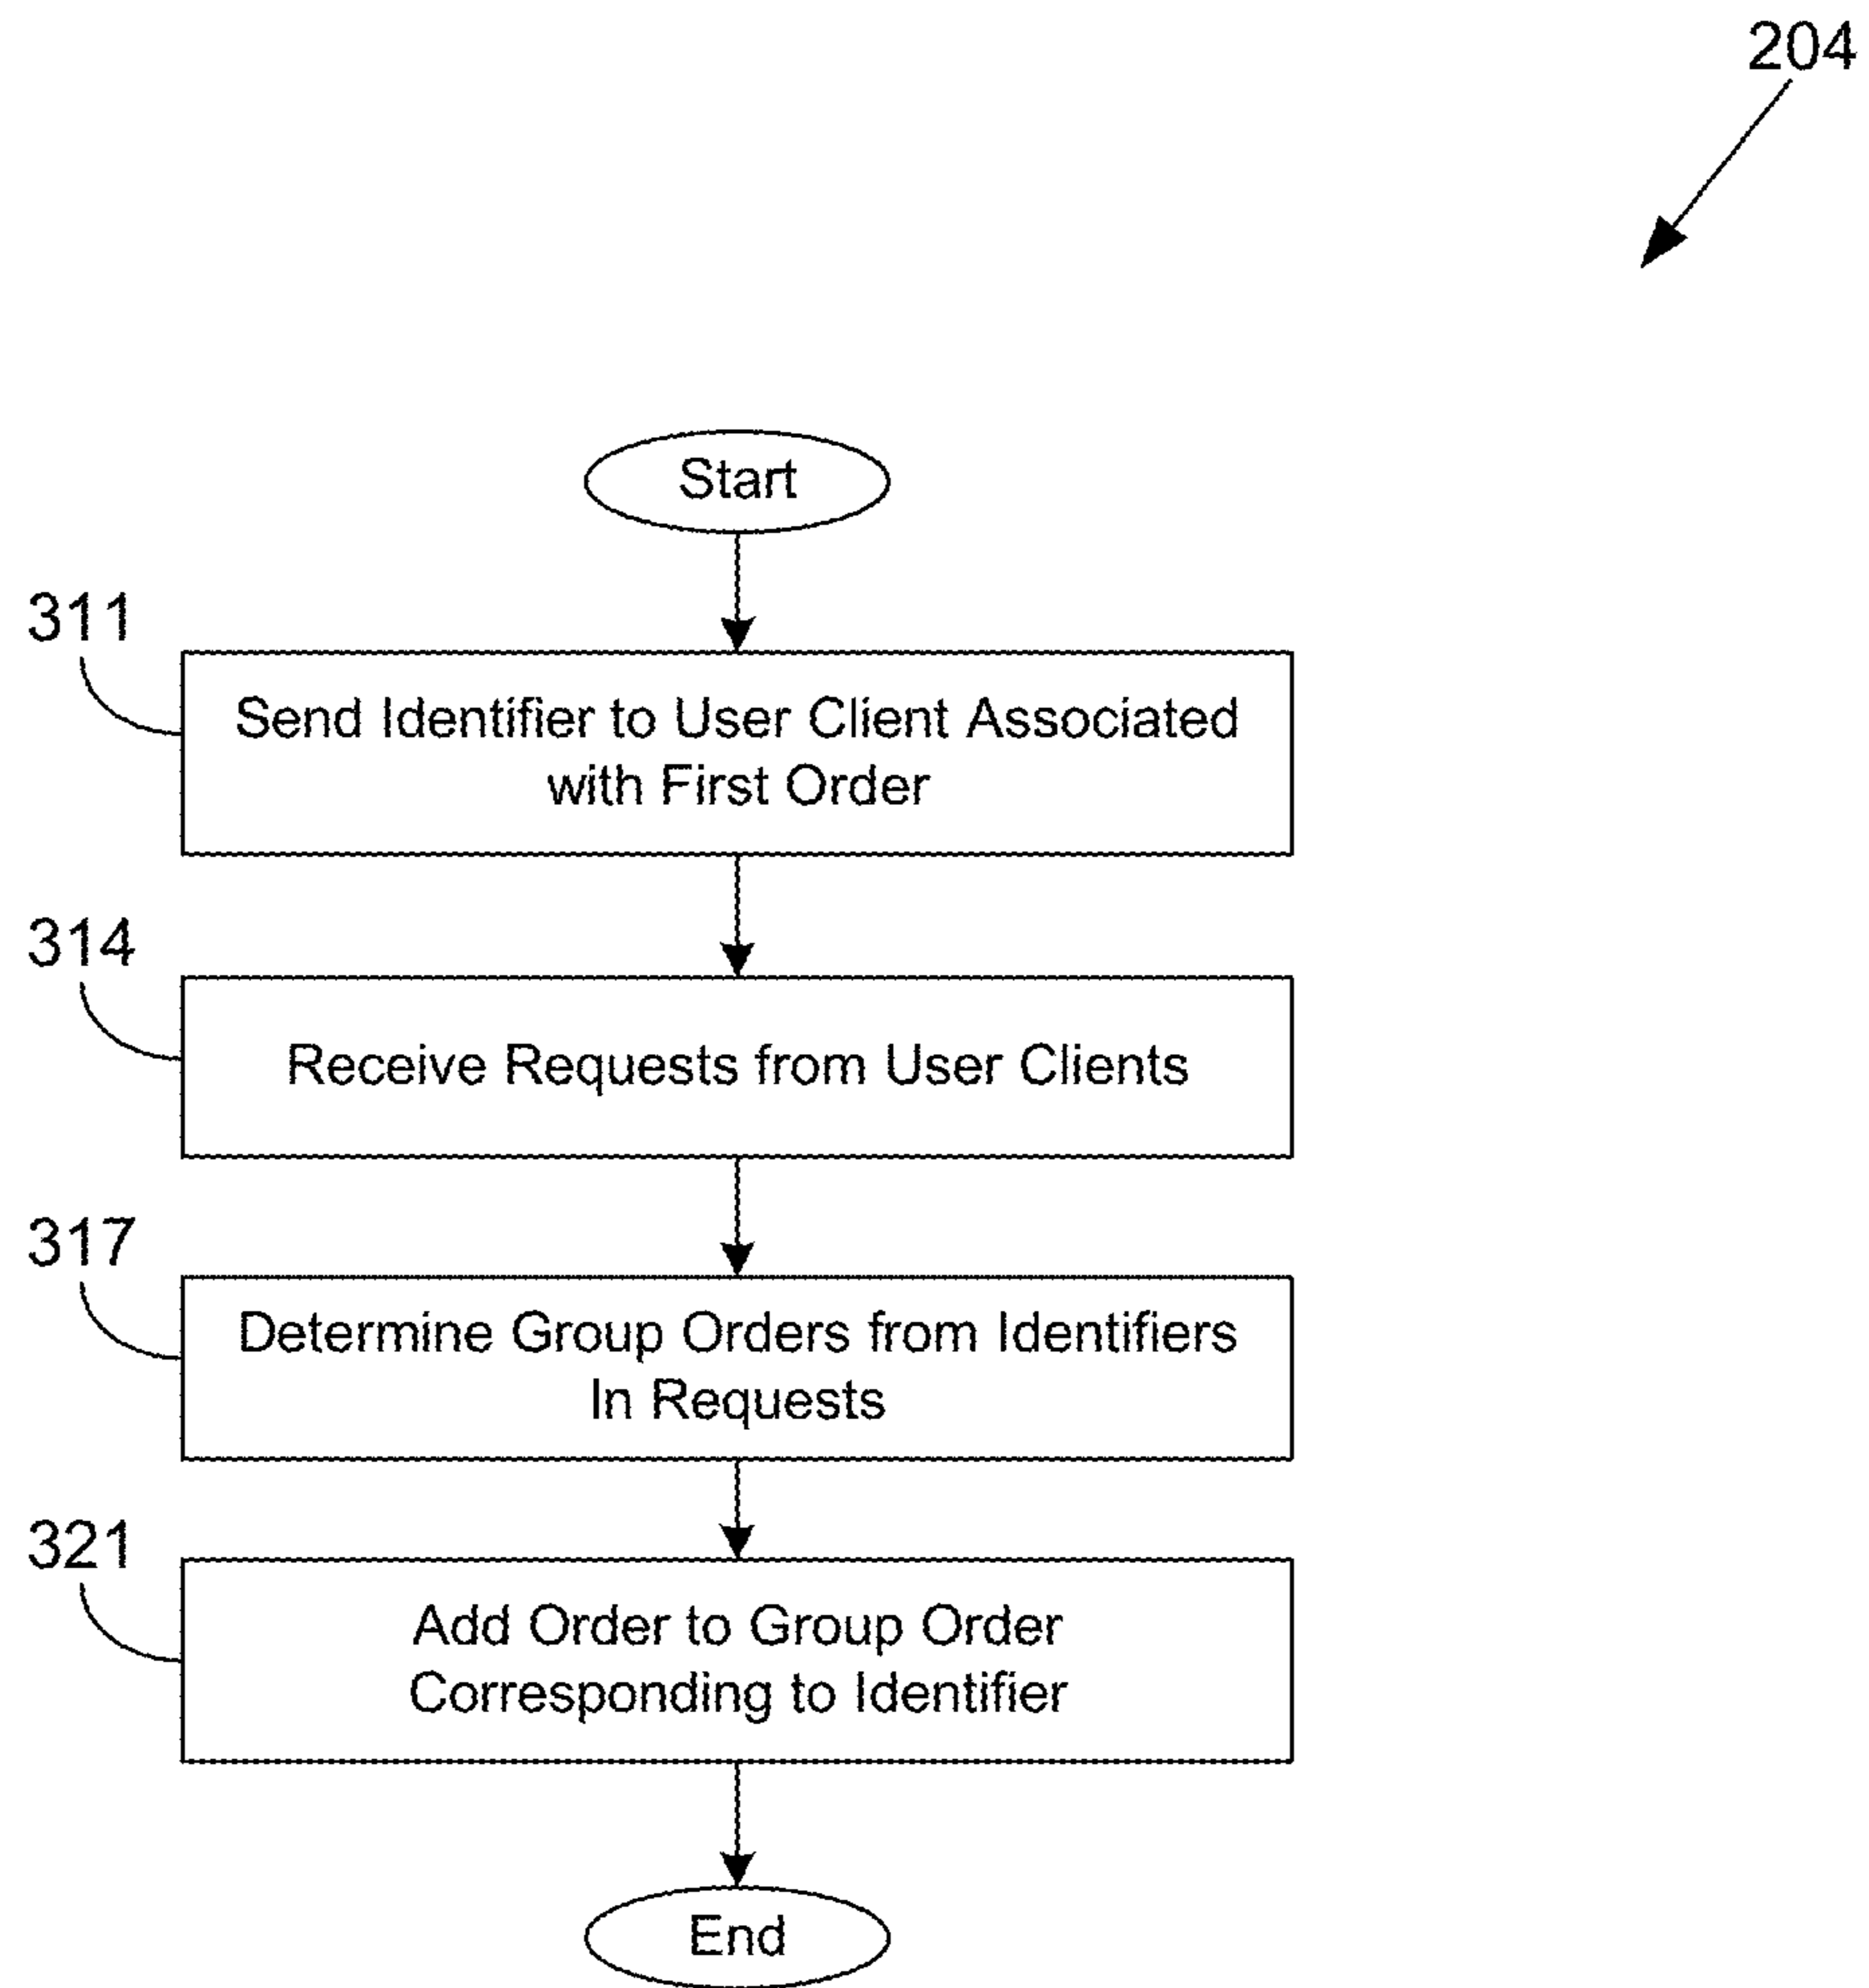 204
Start
311
Send Identifier to User Client Associated
with First Order
314
Receive Requests from User Clients
317
Determine Group Orders from Identifiers
In Requests
321
Add Order to Group Order
Corresponding to Identifier
End